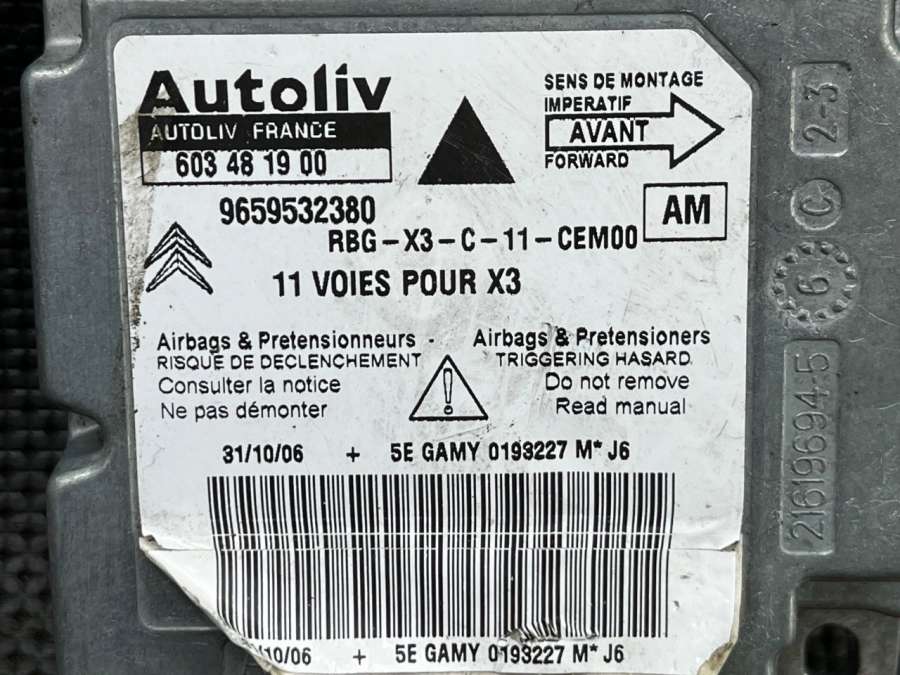 Autoliv
AUTOLIV FRANCE
603 48 19 00
SENS DE MONTAGE
IMPERATIF
AVANT
FORWARD
9659532380
AM
RBG-X3-C-11-CEM00
11 VOIES POUR X3
Airbags & Pretensionneurs - Airbags & Pretensioners
RISQUE DE DECLENCHEMENT
TRIGGERING HASARD
Consulter la notice
Do not remove
Ne pas démonter
Read manual
!
31/10/06 + 5E GAMY 0193227 M* J6
/10/06 + 5E GAMY 0193227 M* J6
2-3
C
6
21619694-5